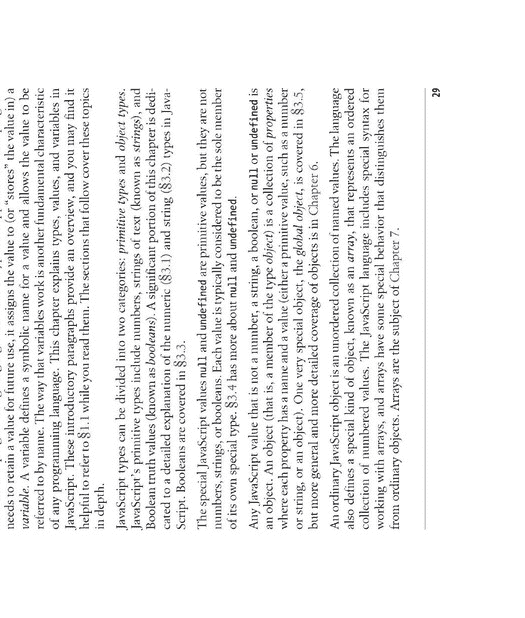 needs to retain a value for future use, it assigns the value to (or “stores” the value in) a
variable. A variable defines a symbolic name for a value and allows the value to be
referred to by name. The way that variables work is another fundamental characteristic
of any programming language. This chapter explains types, values, and variables in
JavaScript. These introductory paragraphs provide an overview, and you may find it
helpful to refer to §1.1 while you read them. The sections that follow cover these topics
in depth.
JavaScript types can be divided into two categories: primitive types and object types.
JavaScript’s primitive types include numbers, strings of text (known as strings), and
Boolean truth values (known as booleans). A significant portion of this chapter is dedi-
cated to a detailed explanation of the numeric (§3.1) and string (§3.2) types in Java-
Script. Booleans are covered in §3.3.
The special JavaScript values null and undefined are primitive values, but they are not
numbers, strings, or booleans. Each value is typically considered to be the sole member
of its own special type. §3.4 has more about null and undefined.
Any JavaScript value that is not a number, a string, a boolean, or null or undefined is
an object. An object (that is, a member of the type object) is a collection of properties
where each property has a name and a value (either a primitive value, such as a number
or string, or an object). One very special object, the global object, is covered in §3.5,
but more general and more detailed coverage of objects is in Chapter 6.
An ordinary JavaScript object is an unordered collection of named values. The language
also defines a special kind of object, known as an array, that represents an ordered
collection of numbered values. The JavaScript language includes special syntax for
working with arrays, and arrays have some special behavior that distinguishes them
from ordinary objects. Arrays are the subject of Chapter 7.
29